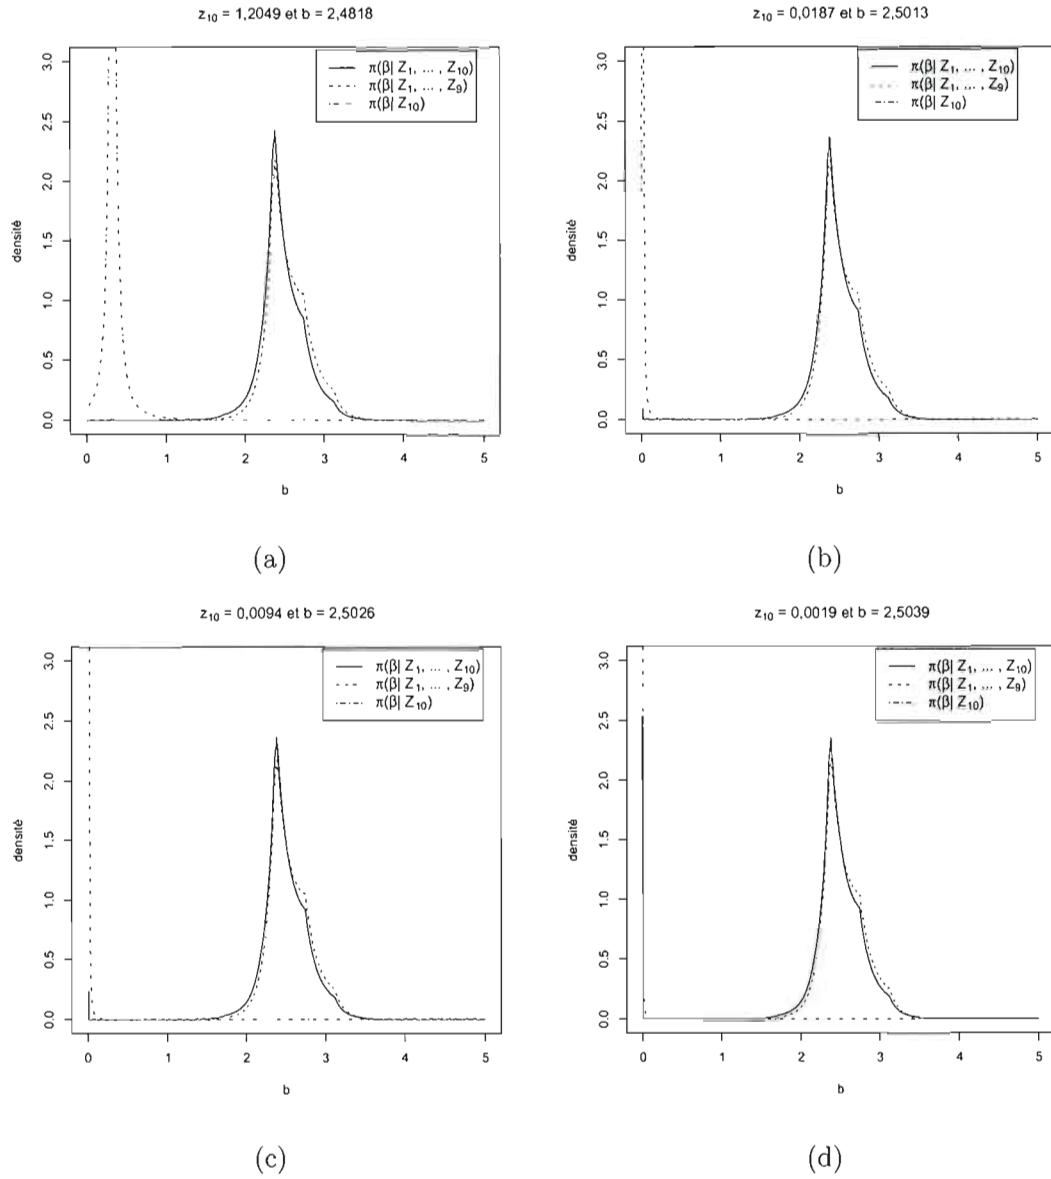 z10 = 1,2049 et b = 2,4818
π(β| Z1, ... , Z10)
π(β| Z1, ... , Z9)
π(β| Z10)
densité
0.0 0.5 1.0 1.5 2.0 2.5 3.0
0 1 2 3 4 5
b
(a)
z10 = 0,0187 et b = 2,5013
π(β| Z1, ... , Z10)
π(β| Z1, ... , Z9)
π(β| Z10)
densité
0.0 0.5 1.0 1.5 2.0 2.5 3.0
0 1 2 3 4 5
b
(b)
z10 = 0,0094 et b = 2,5026
π(β| Z1, ... , Z10)
π(β| Z1, ... , Z9)
π(β| Z10)
densité
0.0 0.5 1.0 1.5 2.0 2.5 3.0
0 1 2 3 4 5
b
(c)
z10 = 0,0019 et b = 2,5039
π(β| Z1, ... , Z10)
π(β| Z1, ... , Z9)
π(β| Z10)
densité
0.0 0.5 1.0 1.5 2.0 2.5 3.0
0 1 2 3 4 5
b
(d)